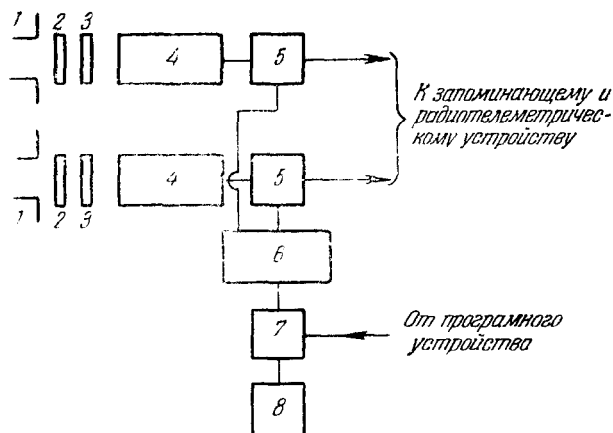 1 2 3
4
5
К запоминающему и
радиотелеметричес-
кому устройству
4
5
1 2 3
6
7
От програмного
устройства
8